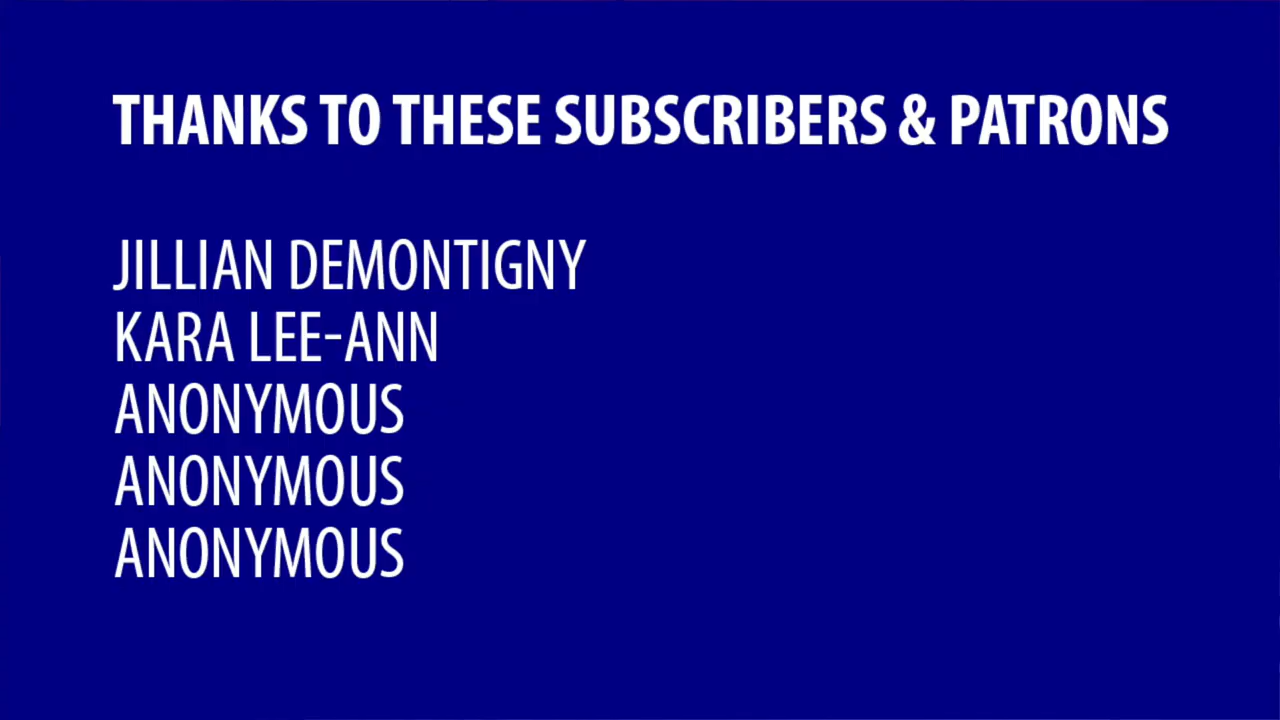 THANKS TO THESE SUBSCRIBERS & PATRONS
JILLIAN DEMONTIGNY
KARA LEE-ANN
ANONYMOUS
ANONYMOUS
ANONYMOUS